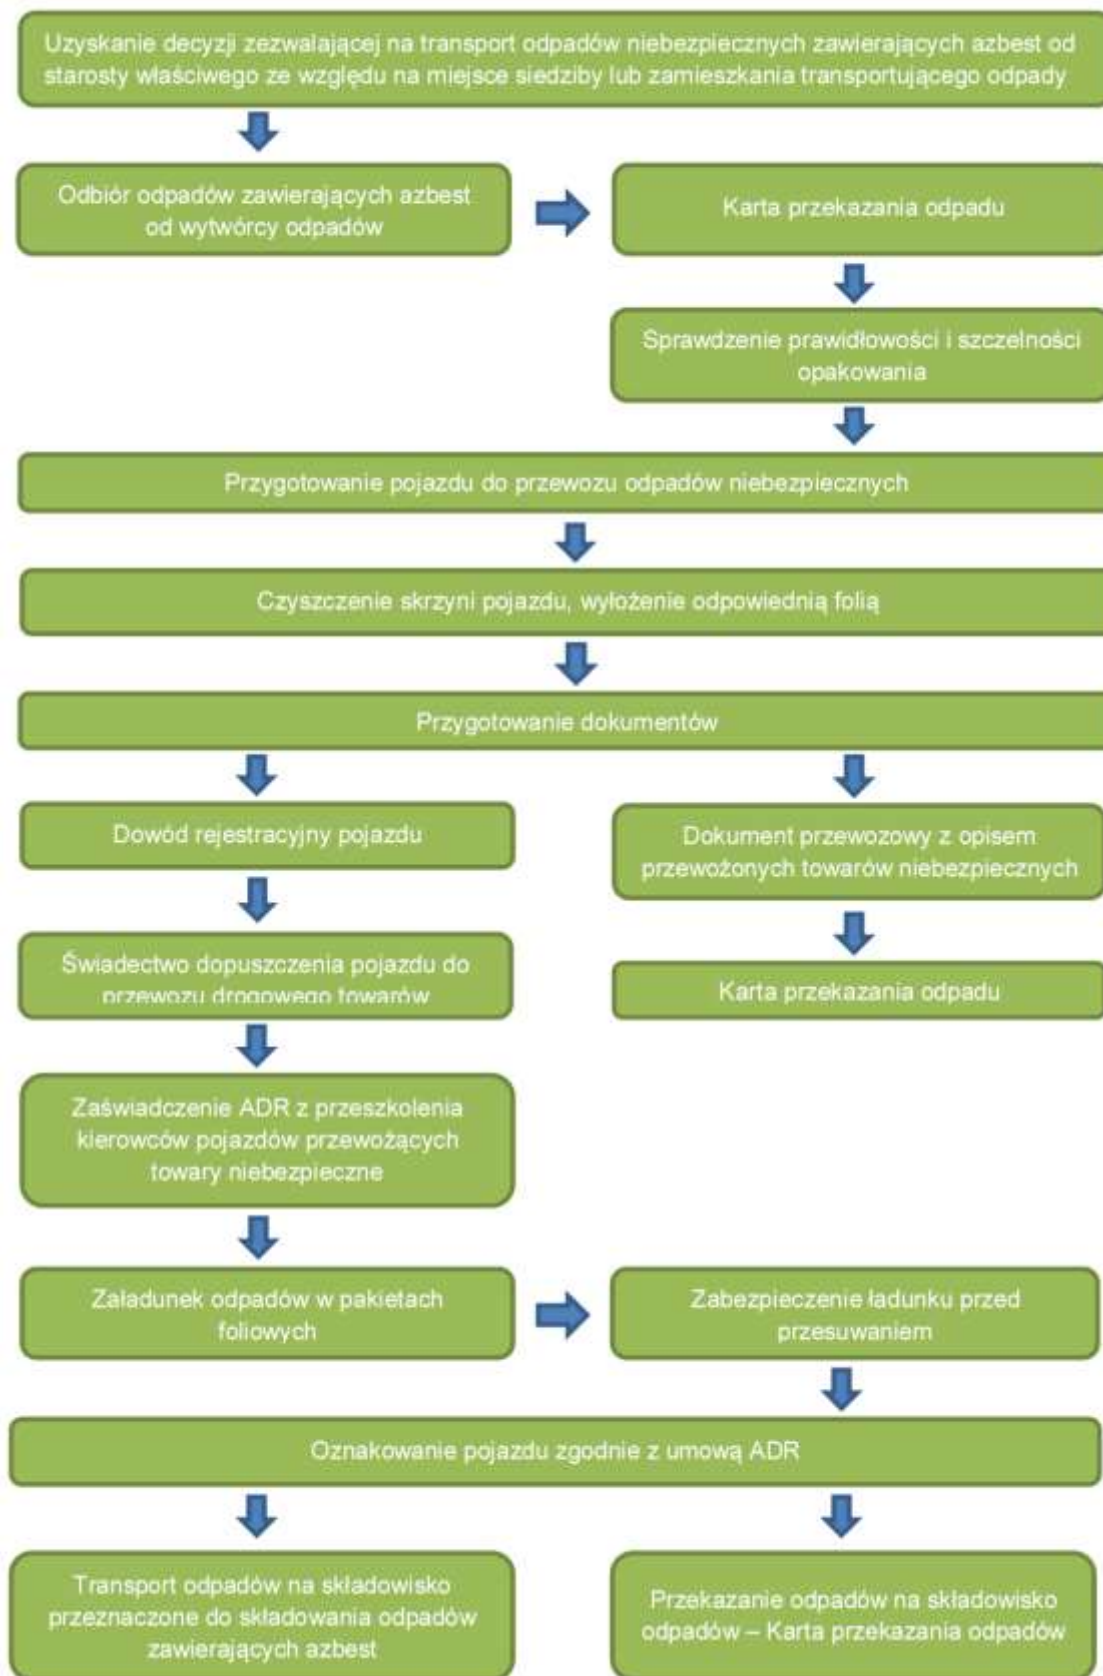 Uzyskanie decyzji zezwalającej na transport odpadów niebezpiecznych zawierających azbest od
starosty właściwego ze względu na miejsce siedziby lub zamieszkania transportującego odpady
Odbiór odpadów zawierających azbest
od wytwórcy odpadów
Karta przekazania odpadu
Sprawdzenie prawidłowości i szczelności
opakowania
Przygotowanie pojazdu do przewozu odpadów niebezpiecznych
Czyszczenie skrzyni pojazdu, wyłożenie odpowiednią folią
Przygotowanie dokumentów
Dowód rejestracyjny pojazdu
Dokument przewozowy z opisem
przewożonych towarów niebezpiecznych
Świadectwo dopuszczenia pojazdu do
przewozu drogowego towarów
Karta przekazania odpadu
Zaświadczenie ADR z przeszkolenia
kierowców pojazdów przewożących
towary niebezpieczne
Załadunek odpadów w pakietach
foliowych
Zabezpieczenie ładunku przed
przesuwaniem
Oznakowanie pojazdu zgodnie z umową ADR
Transport odpadów na składowisko
przeznaczone do składowania odpadów
zawierających azbest
Przekazanie odpadów na składowisko
odpadów – Karta przekazania odpadów